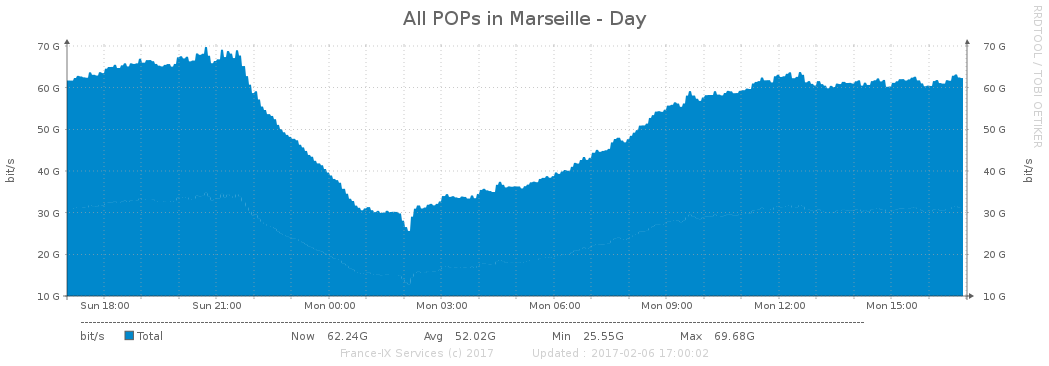 All POPs in Marseille - Day
RRDTOOL / TOBI OETIKER
70 G 70 G
60 G 60 G
50 G 50 G
40 G 40 G
30 G 30 G
20 G 20 G
10 G 10 G
bit/s
bit/s
Sun 18:00 Sun 21:00 Mon 00:00 Mon 03:00 Mon 06:00 Mon 09:00 Mon 12:00 Mon 15:00
bit/s Total Now 62.24G Avg 52.02G Min 25.55G Max 69.68G
France-IX Services (c) 2017 Updated : 2017-02-06 17:00:02